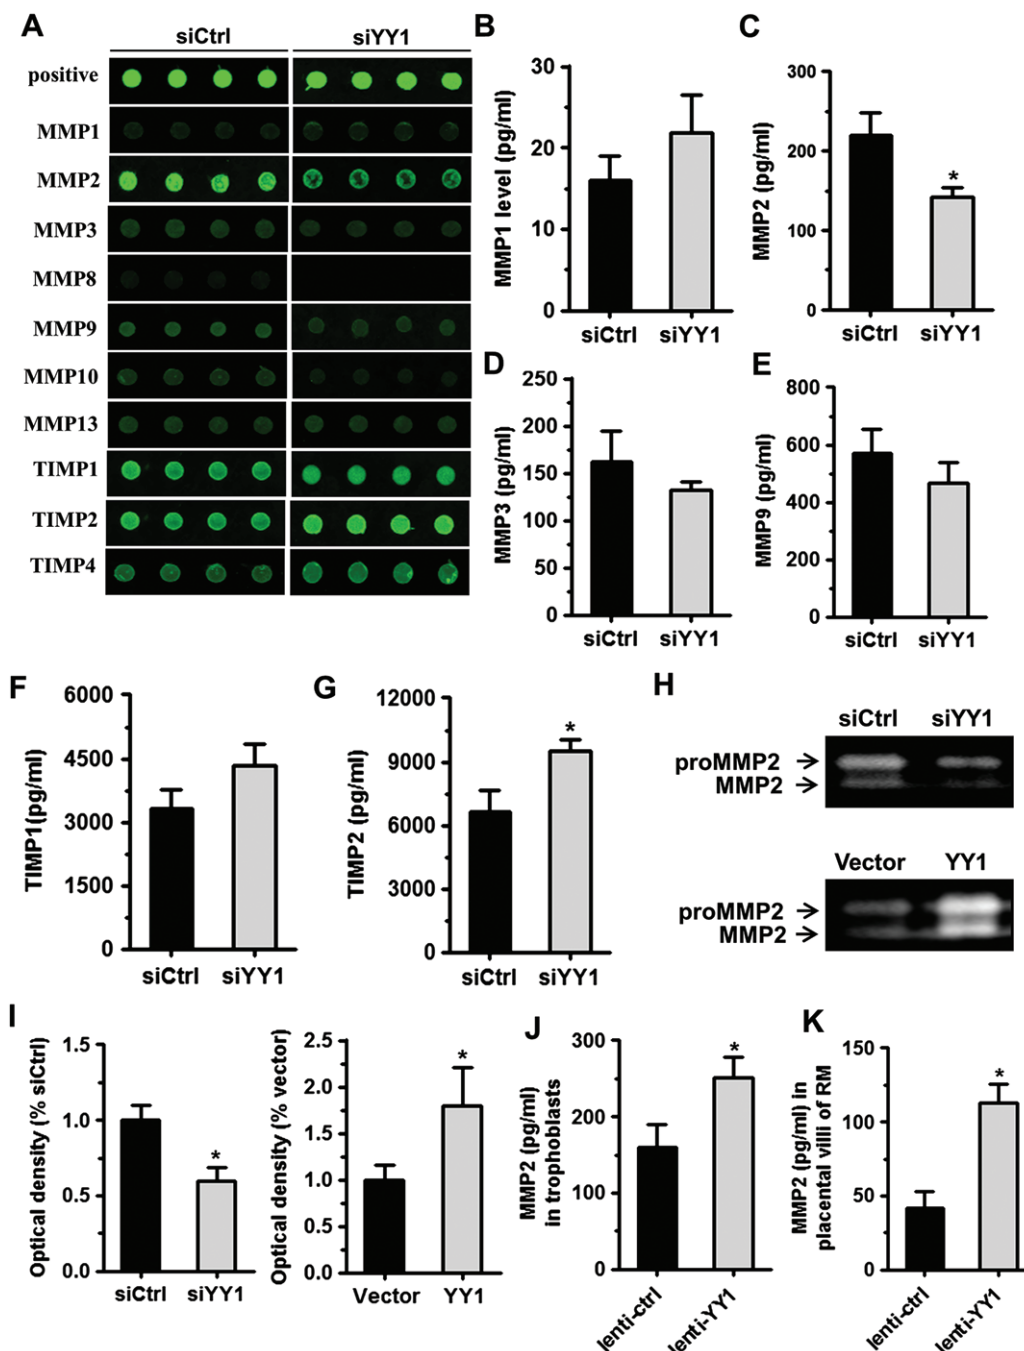 A
siCtrl siYY1
positive
MMP1
MMP2
MMP3
MMP8
MMP9
MMP10
MMP13
TIMP1
TIMP2
TIMP4
B
MMP1 level (pg/ml)
30
20
10
0
siCtrl siYY1
C
MMP2 (pg/ml)
300
200
100
0
*
siCtrl siYY1
D
MMP3 (pg/ml)
250
200
150
100
50
0
siCtrl siYY1
E
MMP9 (pg/ml)
800
600
400
200
0
siCtrl siYY1
F
TIMP1(pg/ml)
6000
4500
3000
1500
0
siCtrl siYY1
G
TIMP2 (pg/ml)
12000
9000
6000
3000
0
*
siCtrl siYY1
H
siCtrl siYY1
proMMP2 →
MMP2 →
Vector YY1
proMMP2 →
MMP2 →
I
Optical density (% siCtrl)
1.5
1.0
0.5
0.0
*
siCtrl siYY1
Optical density (% vector)
2.5
2.0
1.5
1.0
0.5
0.0
*
Vector YY1
J
MMP2 (pg/ml)
in trophoblasts
300
200
100
0
*
lenti-ctrl lenti-YY1
K
MMP2 (pg/ml) in
placental villi of RM
150
100
50
0
*
lenti-ctrl lenti-YY1